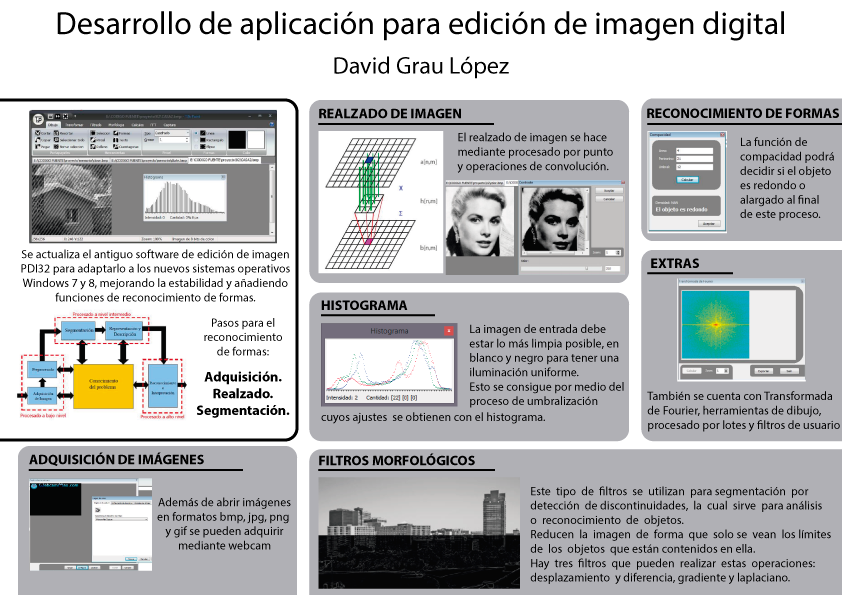 Desarrollo de aplicación para edición de imagen digital
David Grau López
Se actualiza el antiguo software de edición de imagen
PDI32 para adaptarlo a los nuevos sistemas operativos
Windows 7 y 8, mejorando la estabilidad y añadiendo
funciones de reconocimiento de formas.
Procesado a nivel intermedio
Segmentación
Representación y
Descripción
Preprocesado
Adquisición
de Imagen
Conocimiento
del problema
Reconocimiento
e
Interpretación
Procesado a bajo nivel
Procesado a alto nivel
Pasos para el
reconocimiento
de formas:
Adquisición.
Realzado.
Segmentación.
ADQUISICIÓN DE IMÁGENES
Además de abrir imágenes
en formatos bmp, jpg, png
y gif se pueden adquirir
mediante webcam
REALZADO DE IMAGEN
El realzado de imagen se hace
mediante procesado por punto
y operaciones de convolución.
a(n,m)
X
h(n,m)
Σ
b(n,m)
HISTOGRAMA
Histograma
x
Intensidad: 2 Cantidad: [22] [0] [0]
La imagen de entrada debe
estar lo más limpia posible, en
blanco y negro para tener una
iluminación uniforme.
Esto se consigue por medio del
proceso de umbralización
cuyos ajustes se obtienen con el histograma.
RECONOCIMIENTO DE FORMAS
Compacidad
Calcular
El objeto es redondo
Aceptar
La función de
compacidad podrá
decidir si el objeto
es redondo o
alargado al final
de este proceso.
EXTRAS
Transformada de Fourier
También se cuenta con Transformada
de Fourier, herramientas de dibujo,
procesado por lotes y filtros de usuario
FILTROS MORFOLÓGICOS
Este tipo de filtros se utilizan para segmentación por
detección de discontinuidades, la cual sirve para análisis
o reconocimiento de objetos.
Reducen la imagen de forma que solo se vean los límites
de los objetos que están contenidos en ella.
Hay tres filtros que pueden realizar estas operaciones:
desplazamiento y diferencia, gradiente y laplaciano.